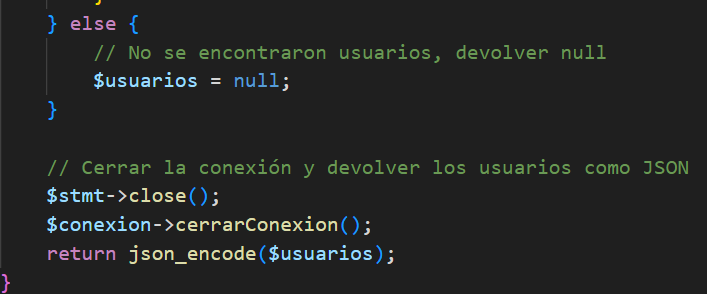 }
} else {
// No se encontraron usuarios, devolver null
$usuarios = null;
}
// Cerrar la conexión y devolver los usuarios como JSON
$stmt->close();
$conexion->cerrarConexion();
return json_encode($usuarios);
}